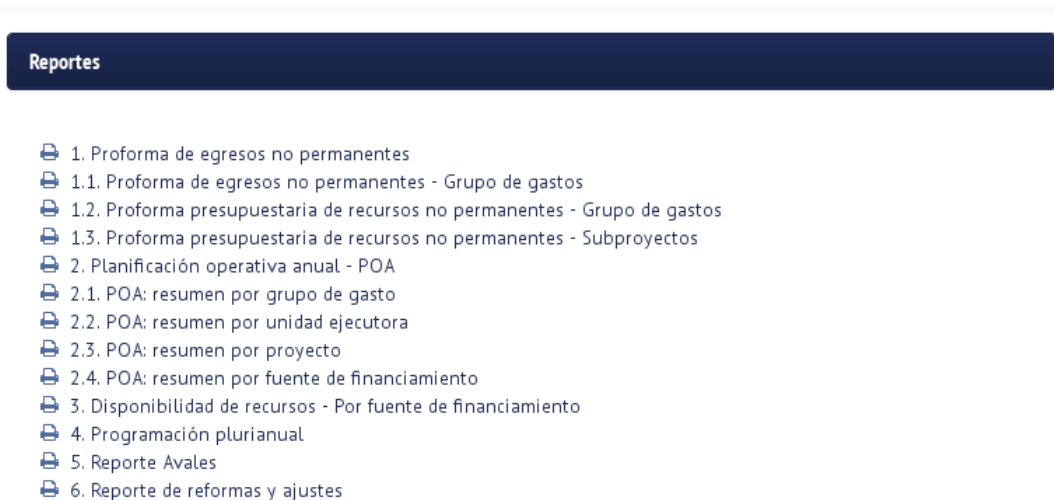 Reportes
1. Proforma de egresos no permanentes
1.1. Proforma de egresos no permanentes - Grupo de gastos
1.2. Proforma presupuestaria de recursos no permanentes - Grupo de gastos
1.3. Proforma presupuestaria de recursos no permanentes - Subproyectos
2. Planificación operativa anual - POA
2.1. POA: resumen por grupo de gasto
2.2. POA: resumen por unidad ejecutora
2.3. POA: resumen por proyecto
2.4. POA: resumen por fuente de financiamiento
3. Disponibilidad de recursos - Por fuente de financiamiento
4. Programación plurianual
5. Reporte Avales
6. Reporte de reformas y ajustes